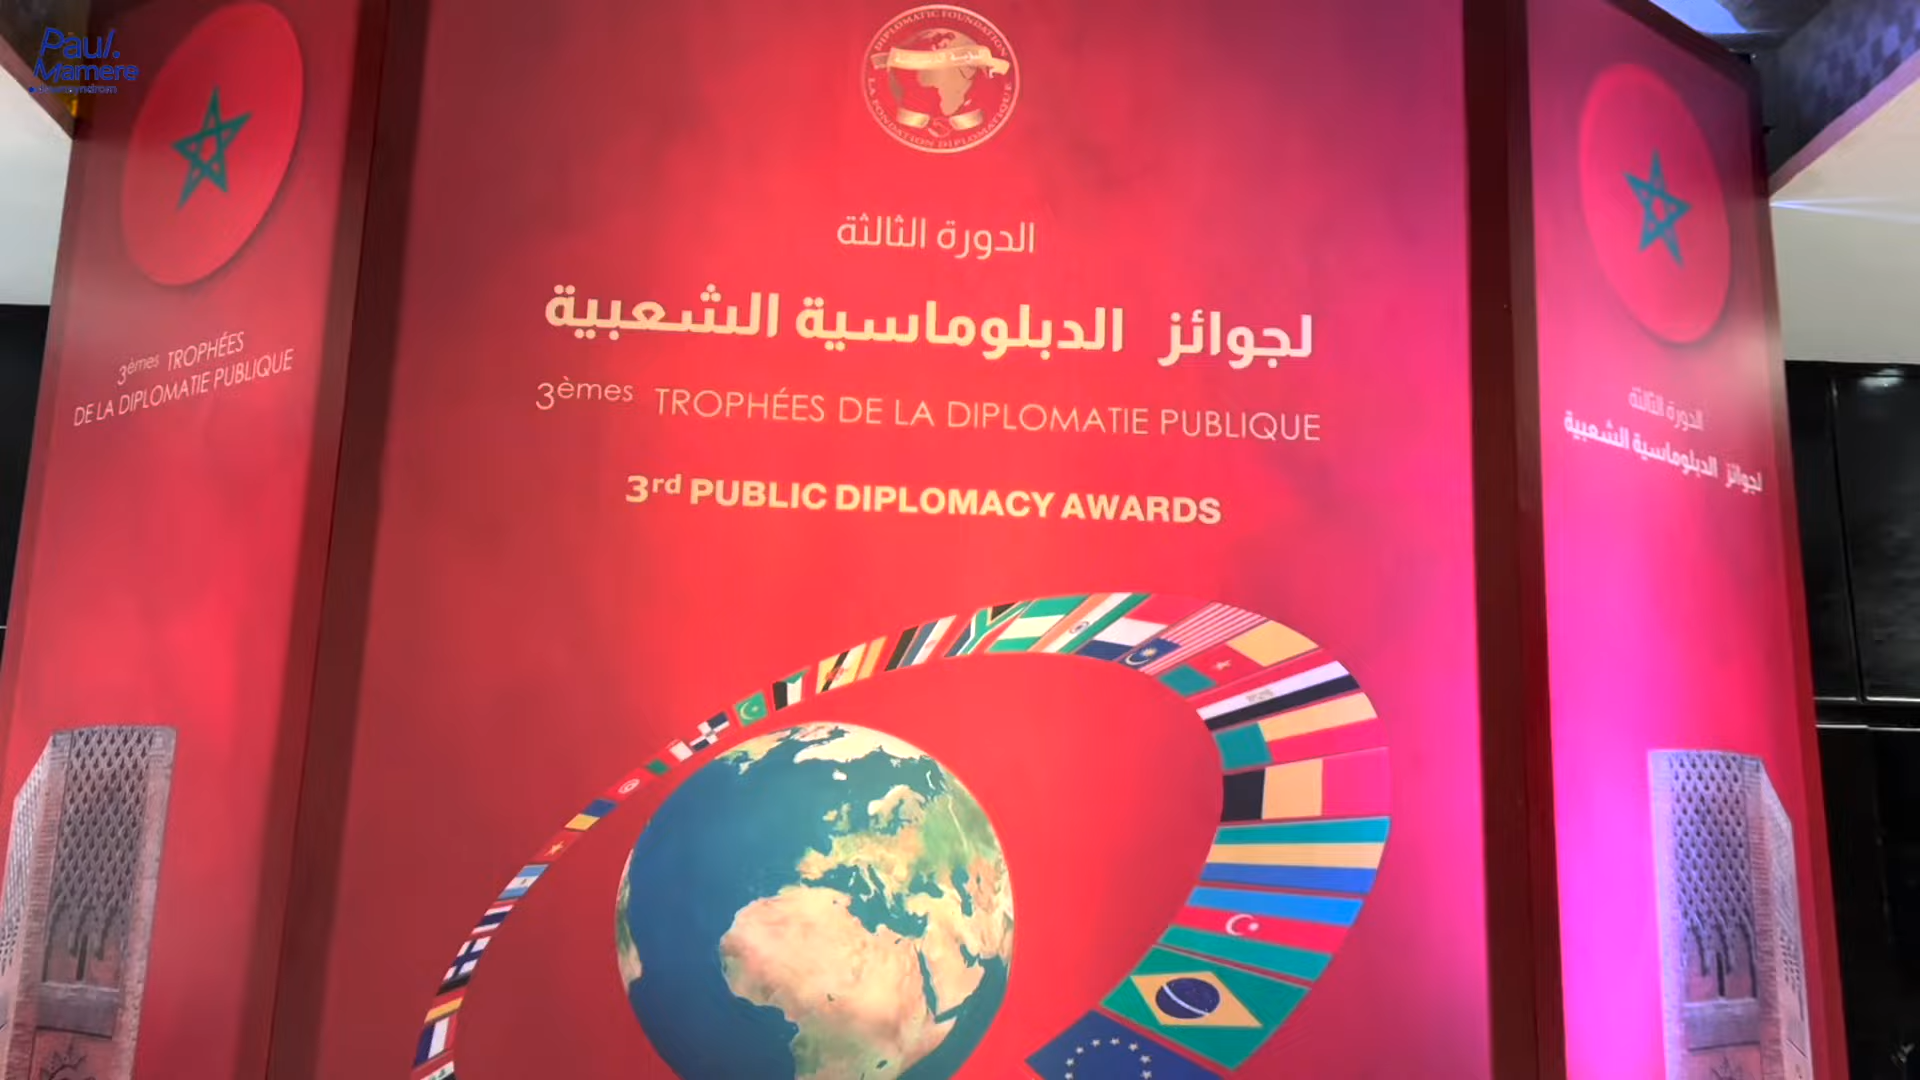 Paul.
Mamere
DIPLOMATIC FOUNDATION
LA FONDATION DIPLOMATIQUE
الدورة الثالثة
لجوائز الدبلوماسية الشعبية
3èmes TROPHÉES DE LA DIPLOMATIE PUBLIQUE
3rd PUBLIC DIPLOMACY AWARDS
3èmes TROPHÉES
DE LA DIPLOMATIE PUBLIQUE
الدورة الثالثة
لجوائز الدبلوماسية الشعبية